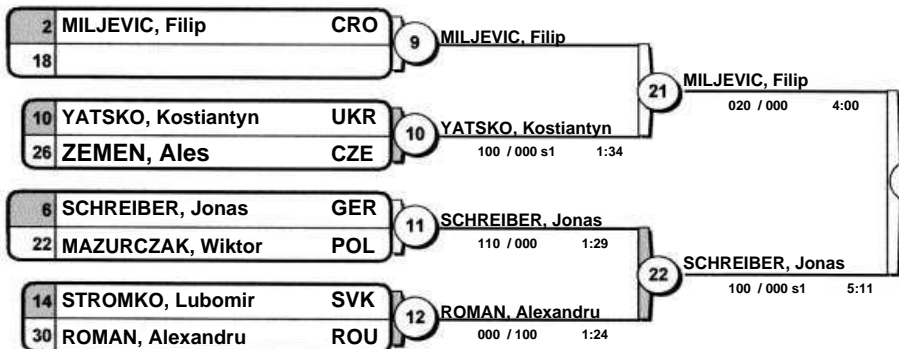 2 MILJEVIC, Filip CRO
18
9 MILJEVIC, Filip
21 MILJEVIC, Filip
020 / 000 4:00
10 YATSKO, Kostiantyn UKR
26 ZEMEN, Ales CZE
10 YATSKO, Kostiantyn
100 / 000 s1 1:34
6 SCHREIBER, Jonas GER
22 MAZURCZAK, Wiktor POL
11 SCHREIBER, Jonas
110 / 000 1:29
22 SCHREIBER, Jonas
100 / 000 s1 5:11
14 STROMKO, Lubomir SVK
30 ROMAN, Alexandru ROU
12 ROMAN, Alexandru
000 / 100 1:24